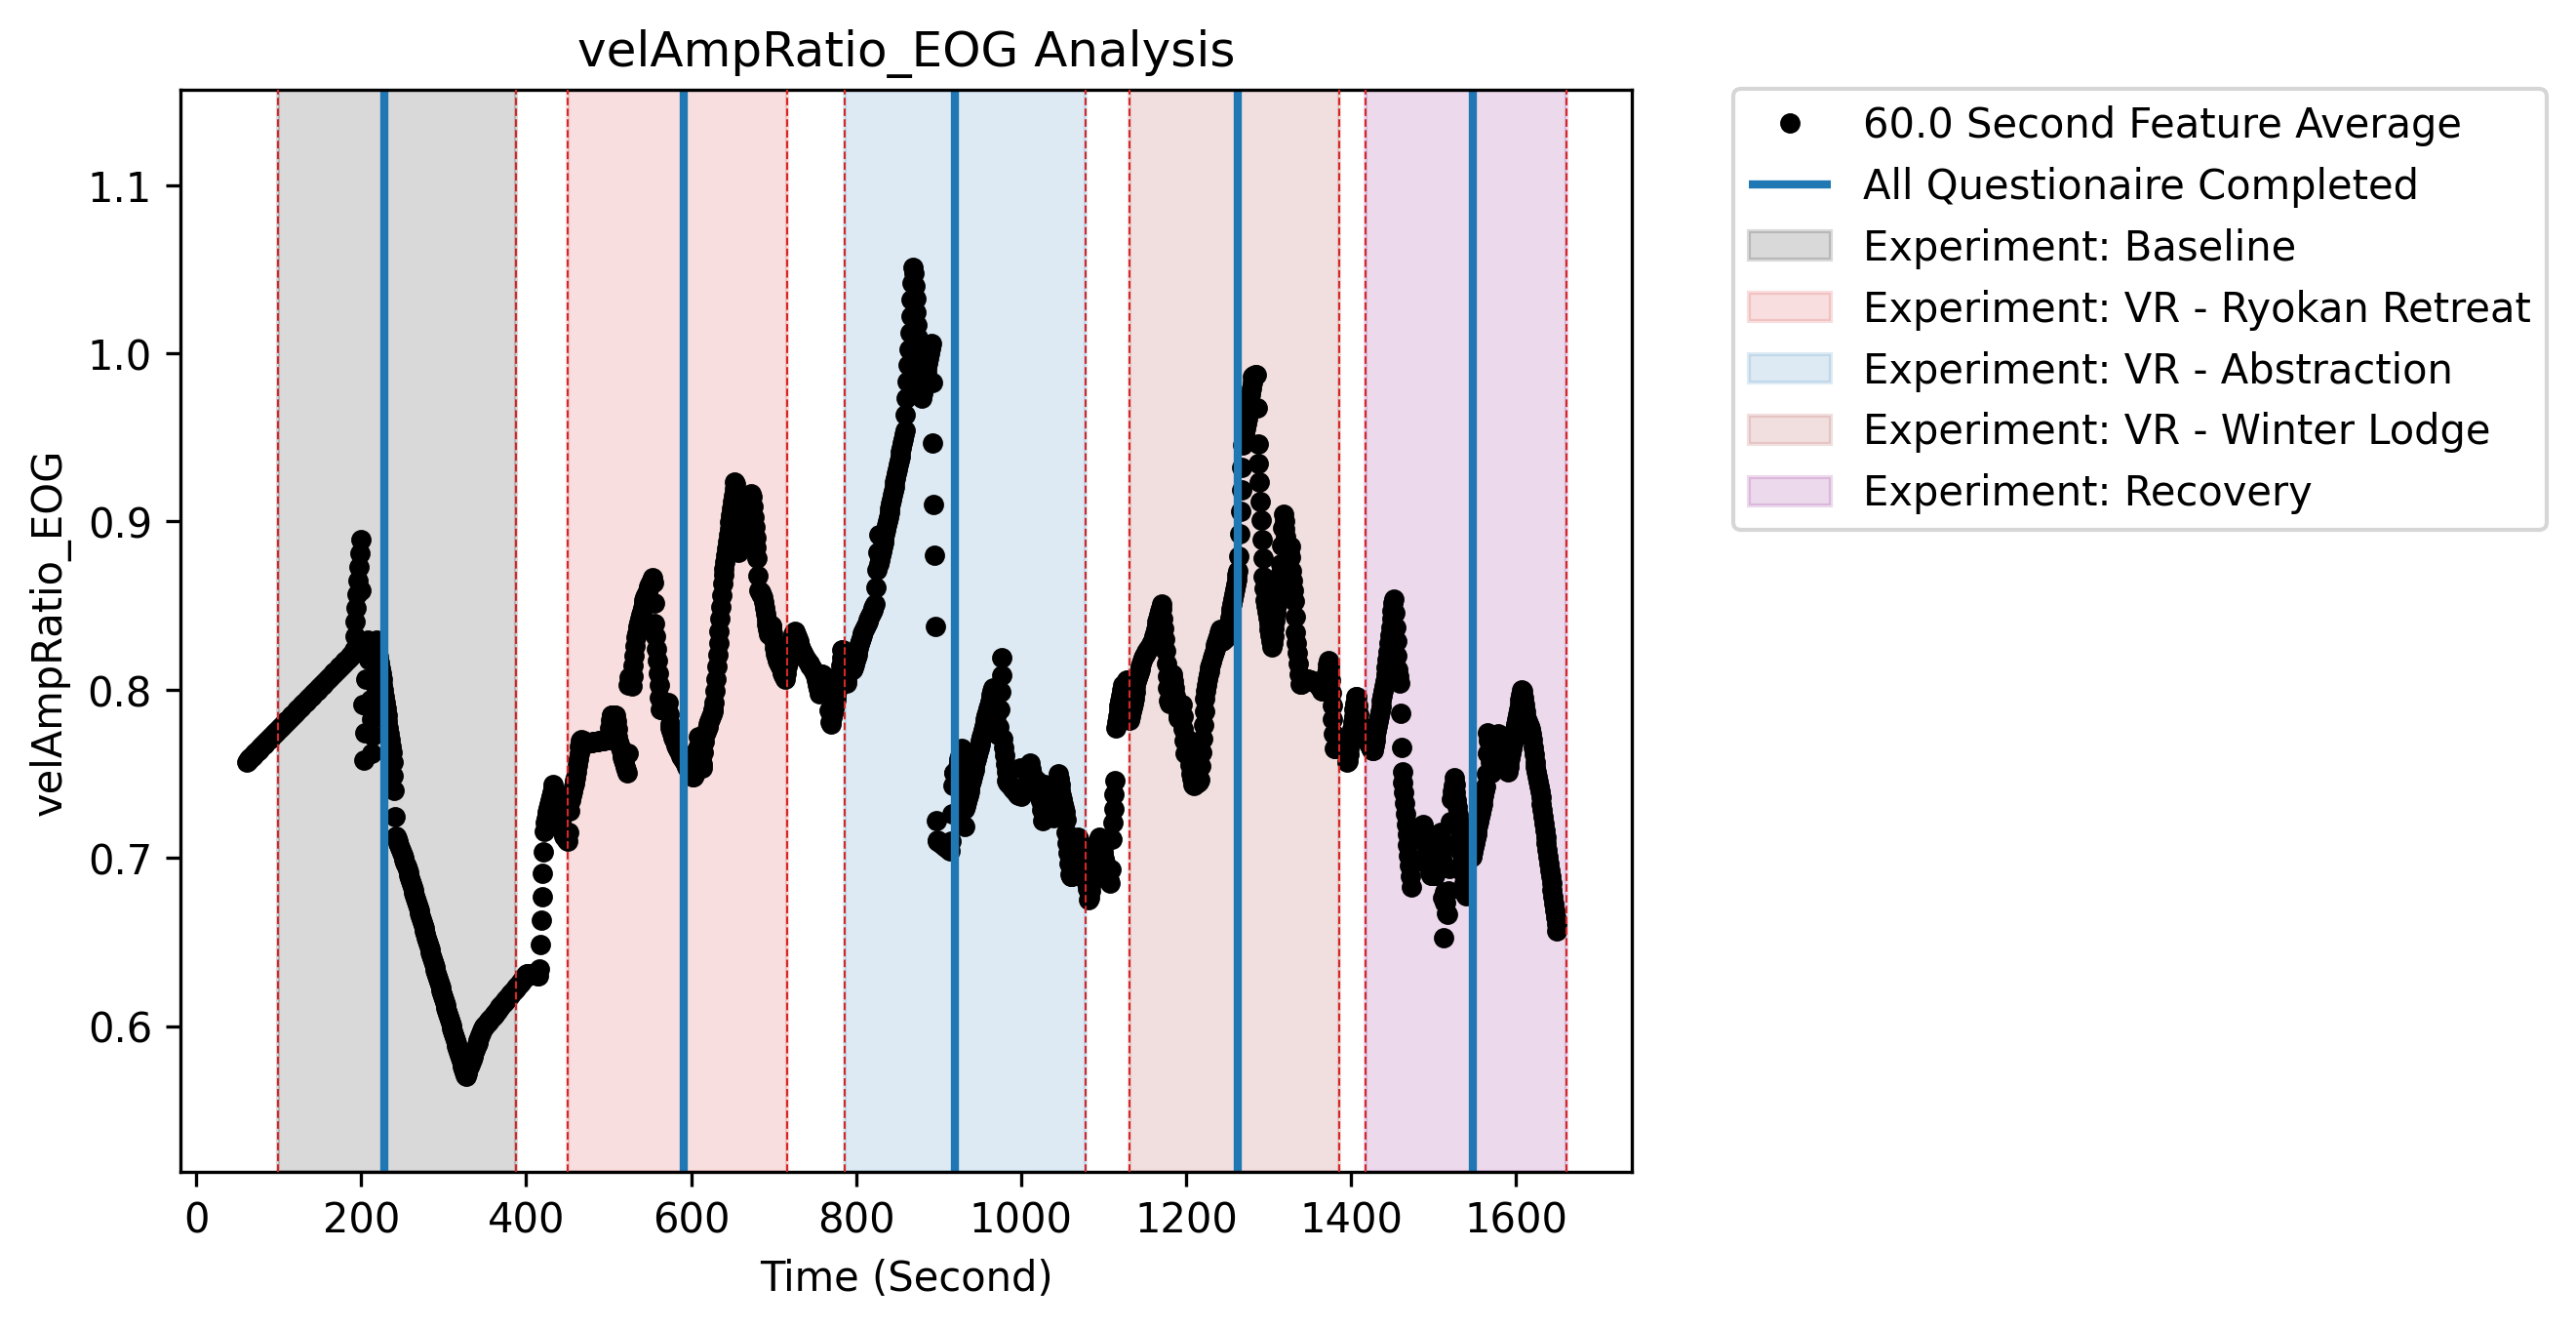 velAmpRatio_EOG Analysis
velAmpRatio_EOG
1.1
1.0
0.9
0.8
0.7
0.6
0 200 400 600 800 1000 1200 1400 1600
Time (Second)
60.0 Second Feature Average
All Questionaire Completed
Experiment: Baseline
Experiment: VR - Ryokan Retreat
Experiment: VR - Abstraction
Experiment: VR - Winter Lodge
Experiment: Recovery